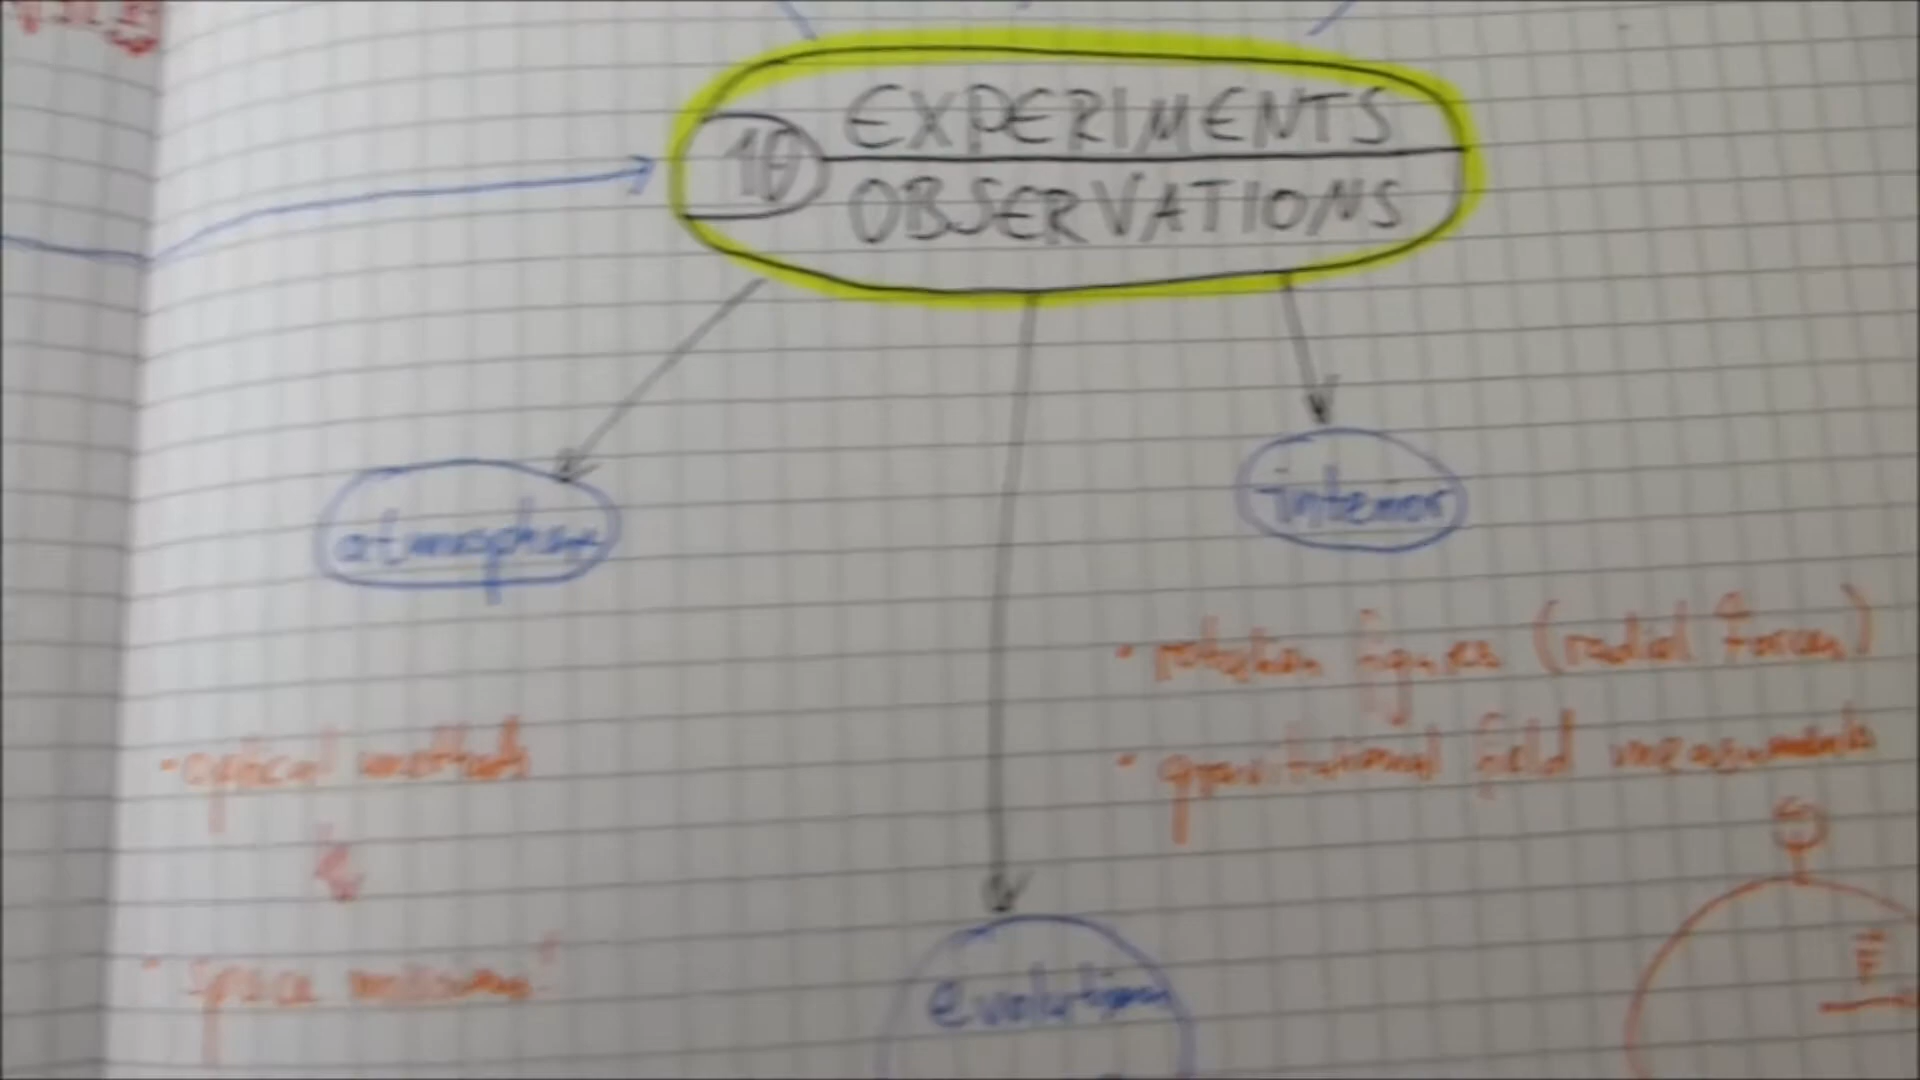 10
EXPERIMENTS
OBSERVATIONS
atmosphere
interior
• rotation figures (radial forces)
• gravitational field measurements
• optical methods
&
• space missions
F
evolution